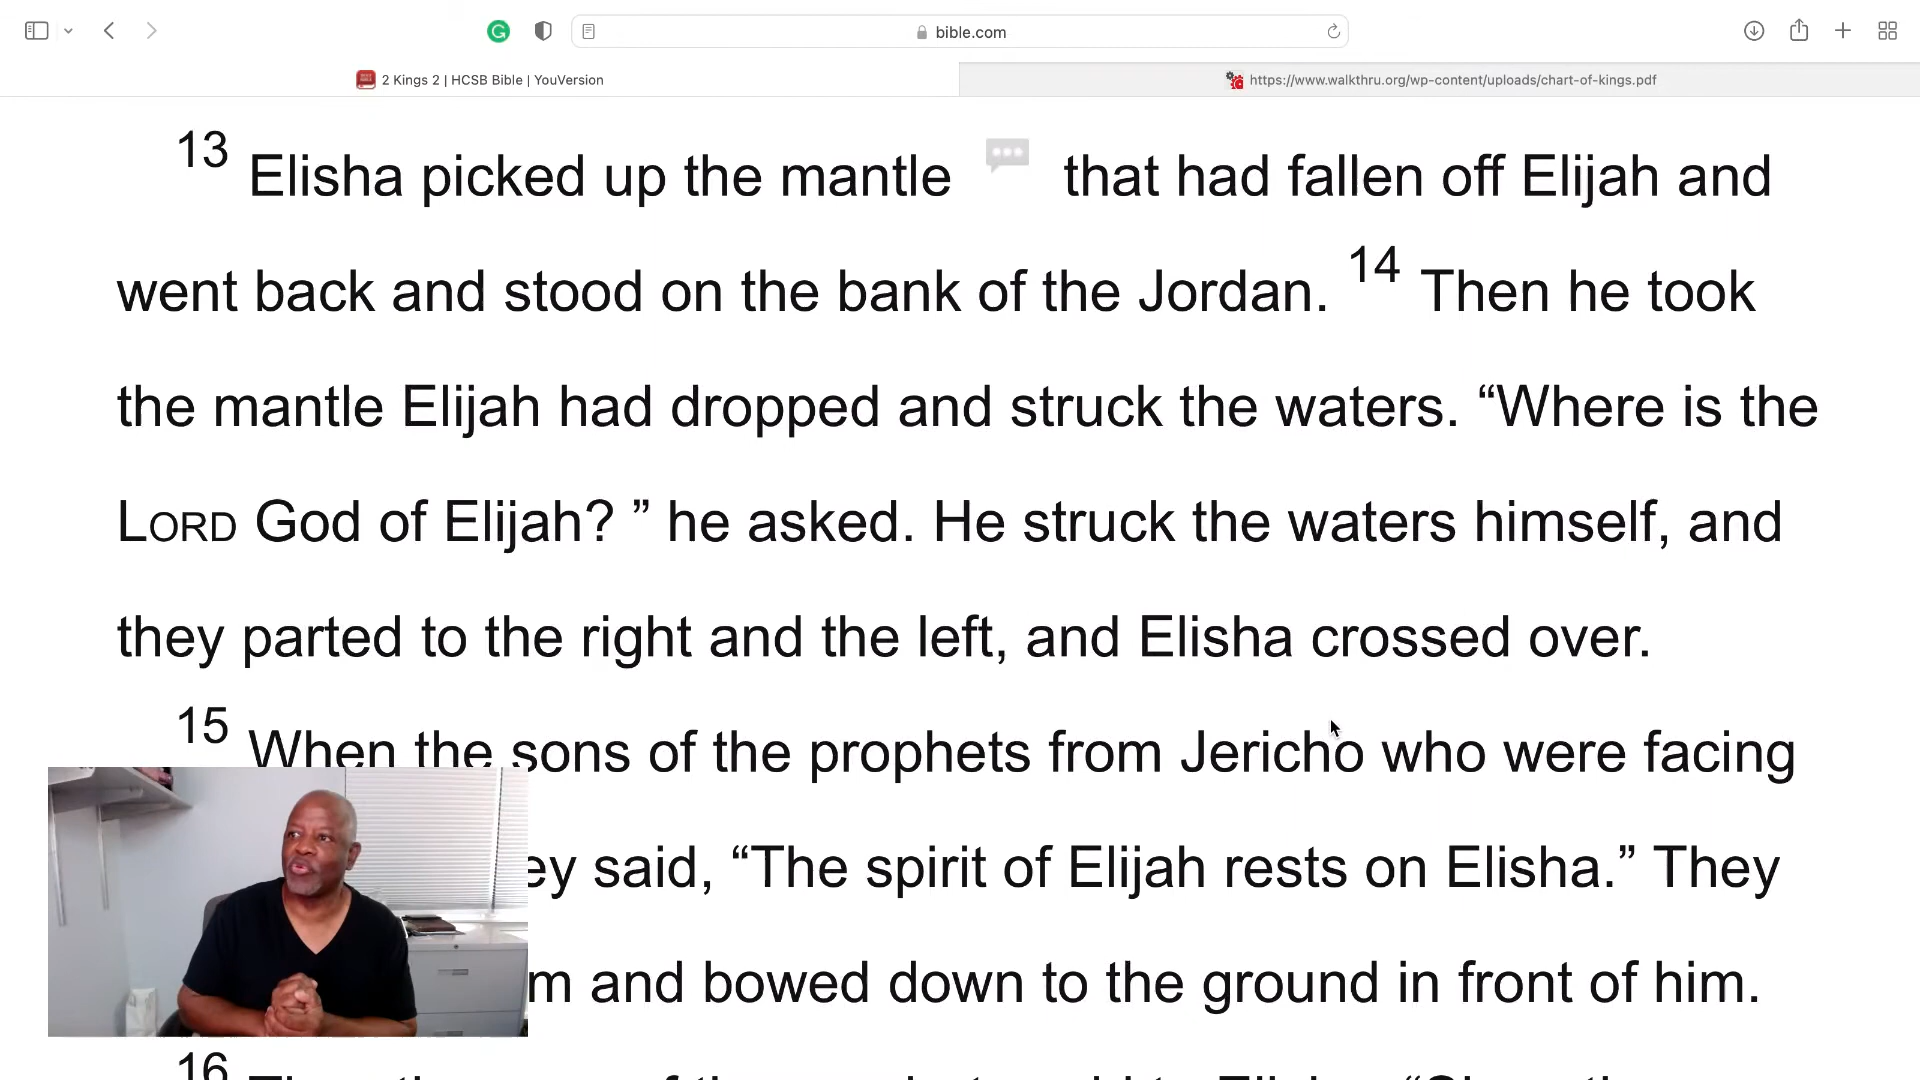 bible.com
2 Kings 2 | HCSB Bible | YouVersion
https://www.walkthru.org/wp-content/uploads/chart-of-kings.pdf
13 Elisha picked up the mantle that had fallen off Elijah and
went back and stood on the bank of the Jordan. 14 Then he took
the mantle Elijah had dropped and struck the waters. “Where is the
LORD God of Elijah? ” he asked. He struck the waters himself, and
they parted to the right and the left, and Elisha crossed over.
15 When the sons of the prophets from Jericho who were facing
ey said, “The spirit of Elijah rests on Elisha.” They
m and bowed down to the ground in front of him.
16